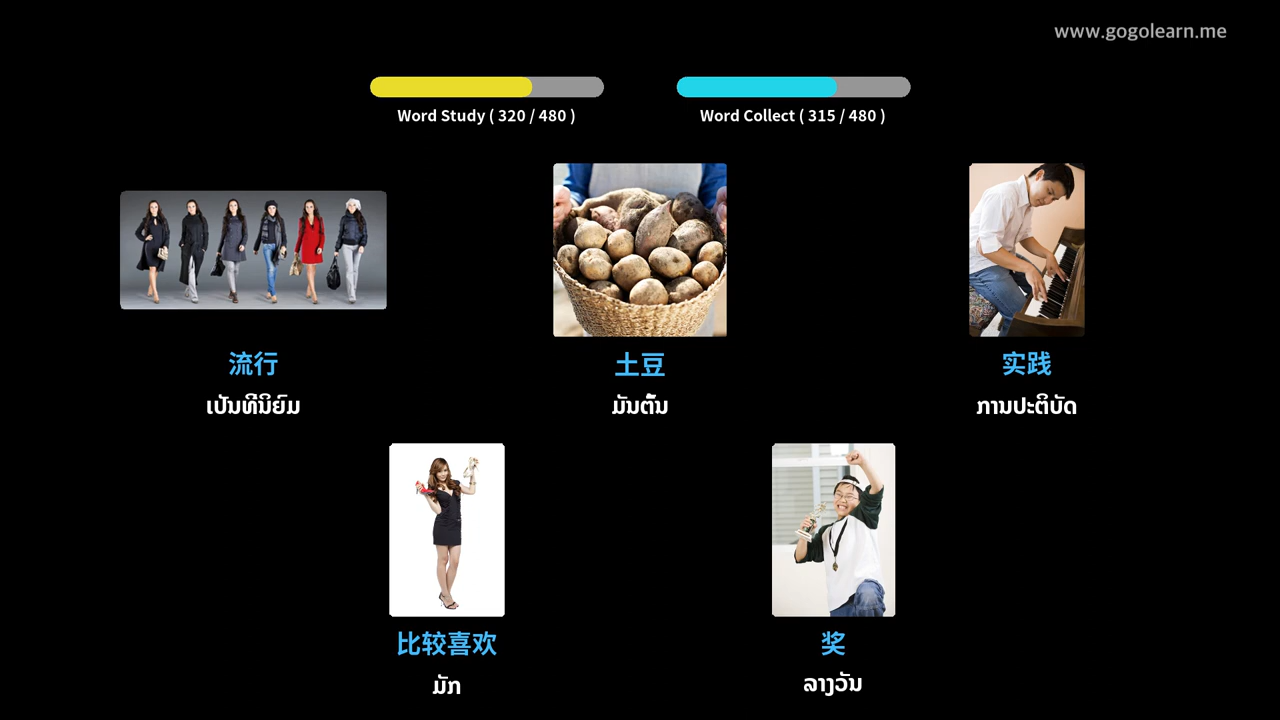 www.gogolearn.me
Word Study ( 320 / 480 )
Word Collect ( 315 / 480 )
流行
ເປັນທີນິຍົມ
土豆
ມັນຕົ້ນ
实践
ການປະຕິບັດ
比较喜欢
ມັກ
奖
ລາງວັນ